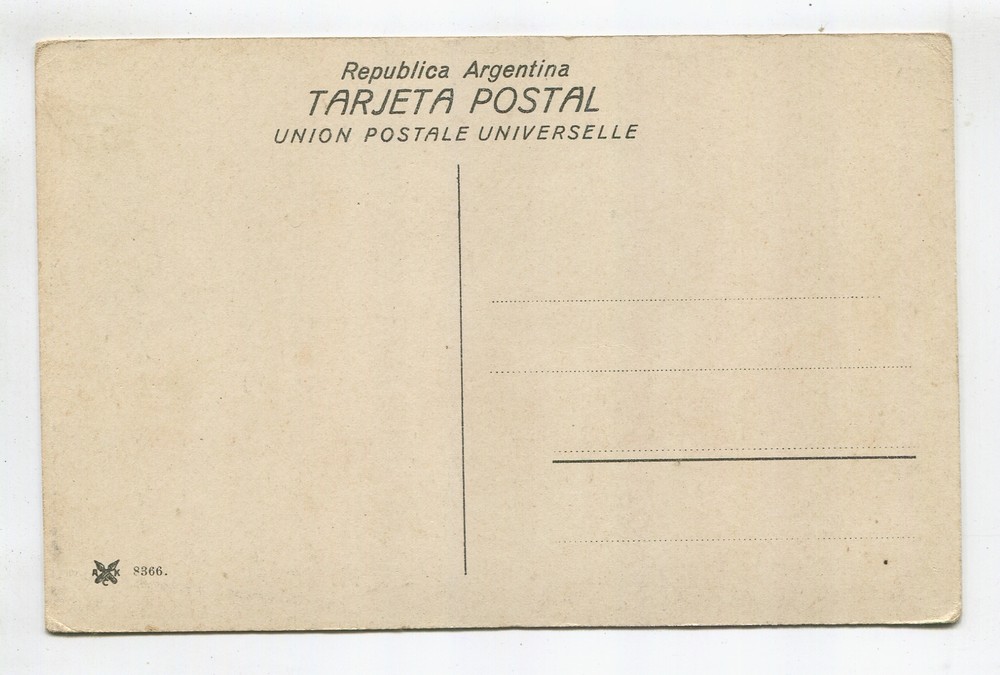 Republica Argentina
TARJETA POSTAL
UNION POSTALE UNIVERSELLE
A K
C
8366.